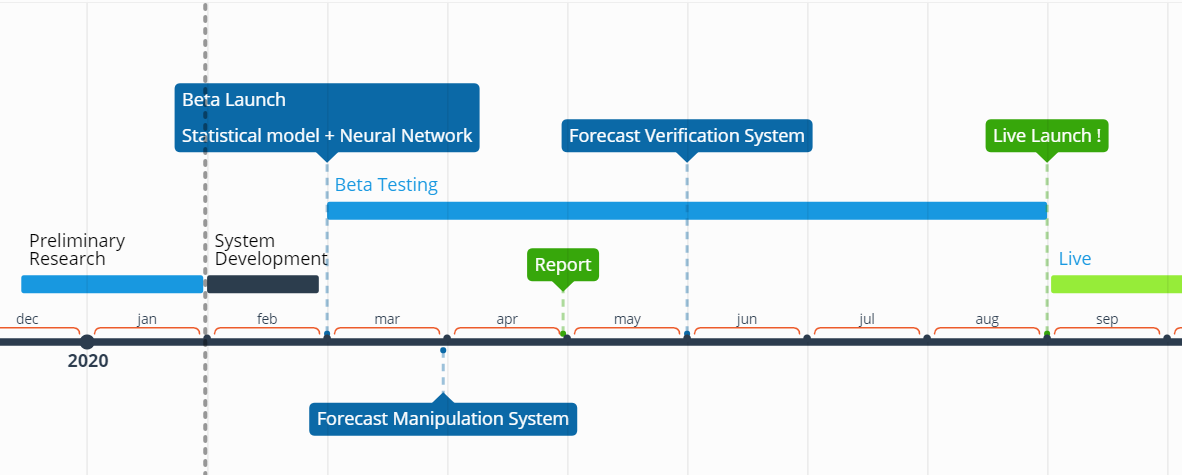 Beta Launch
Statistical model + Neural Network
Forecast Verification System
Live Launch !
Beta Testing
Preliminary
Research
System
Development
Report
Live
dec jan feb mar apr may jun jul aug sep
2020
Forecast Manipulation System